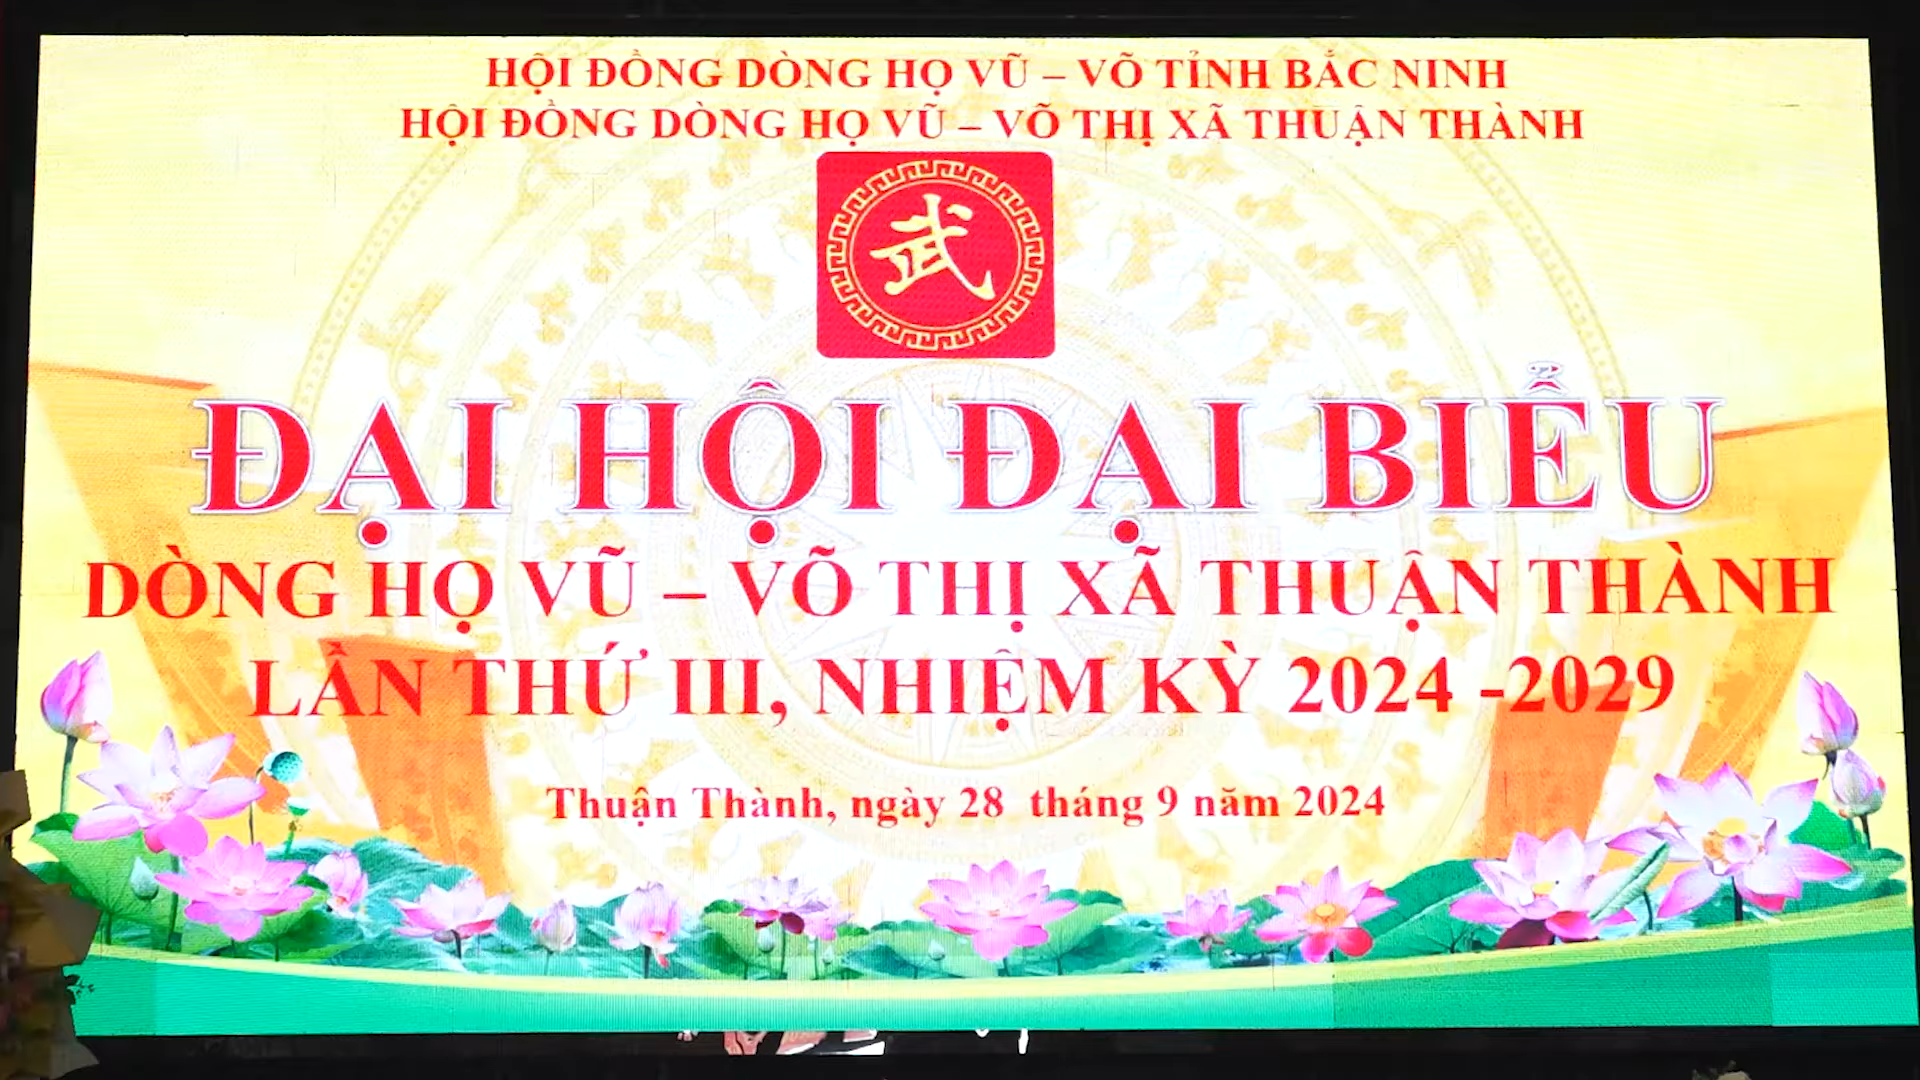 HỘI ĐỒNG DÒNG HỌ VŨ – VÕ TỈNH BẮC NINH
HỘI ĐỒNG DÒNG HỌ VŨ – VÕ THỊ XÃ THUẬN THÀNH
武
ĐẠI HỘI ĐẠI BIỂU
DÒNG HỌ VŨ – VÕ THỊ XÃ THUẬN THÀNH
LẦN THỨ III, NHIỆM KỲ 2024 -2029
Thuận Thành, ngày 28 tháng 9 năm 2024